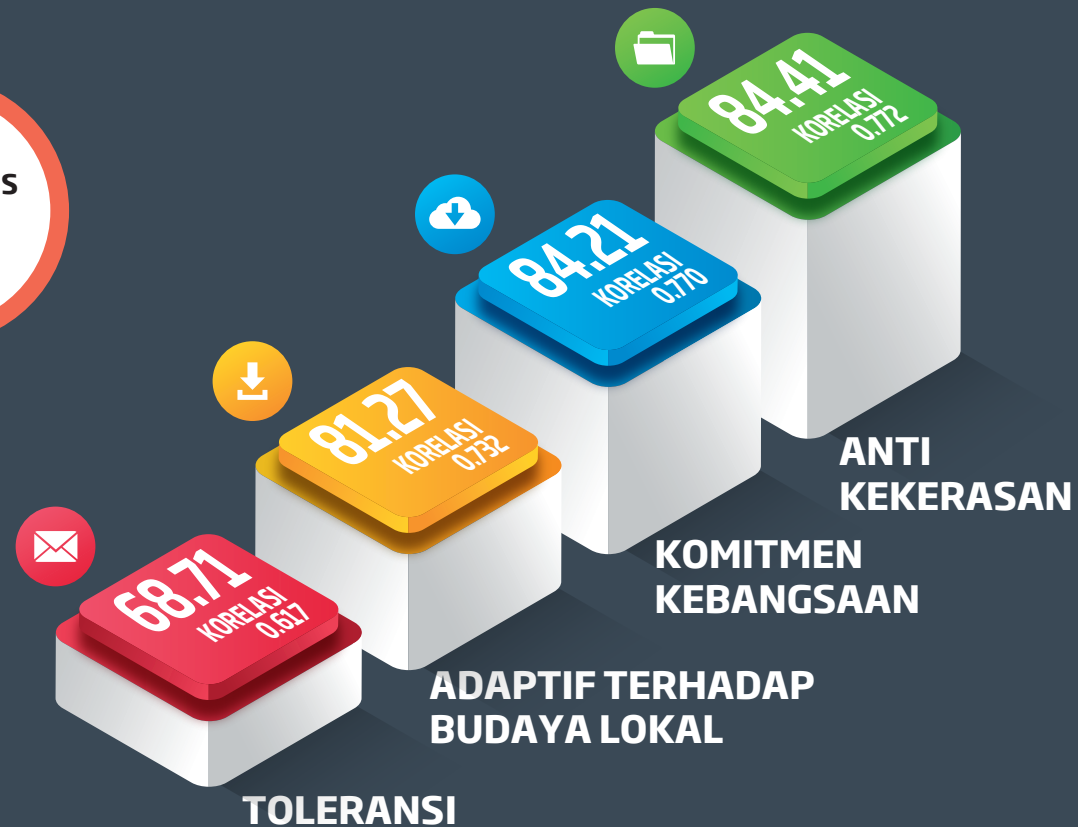 s
84.41
KORELASI
0.772
ANTI
KEKERASAN
84.21
KORELASI
0.770
KOMITMEN
KEBANGSAAN
81.27
KORELASI
0.732
ADAPTIF TERHADAP
BUDAYA LOKAL
68.71
KORELASI
0.617
TOLERANSI